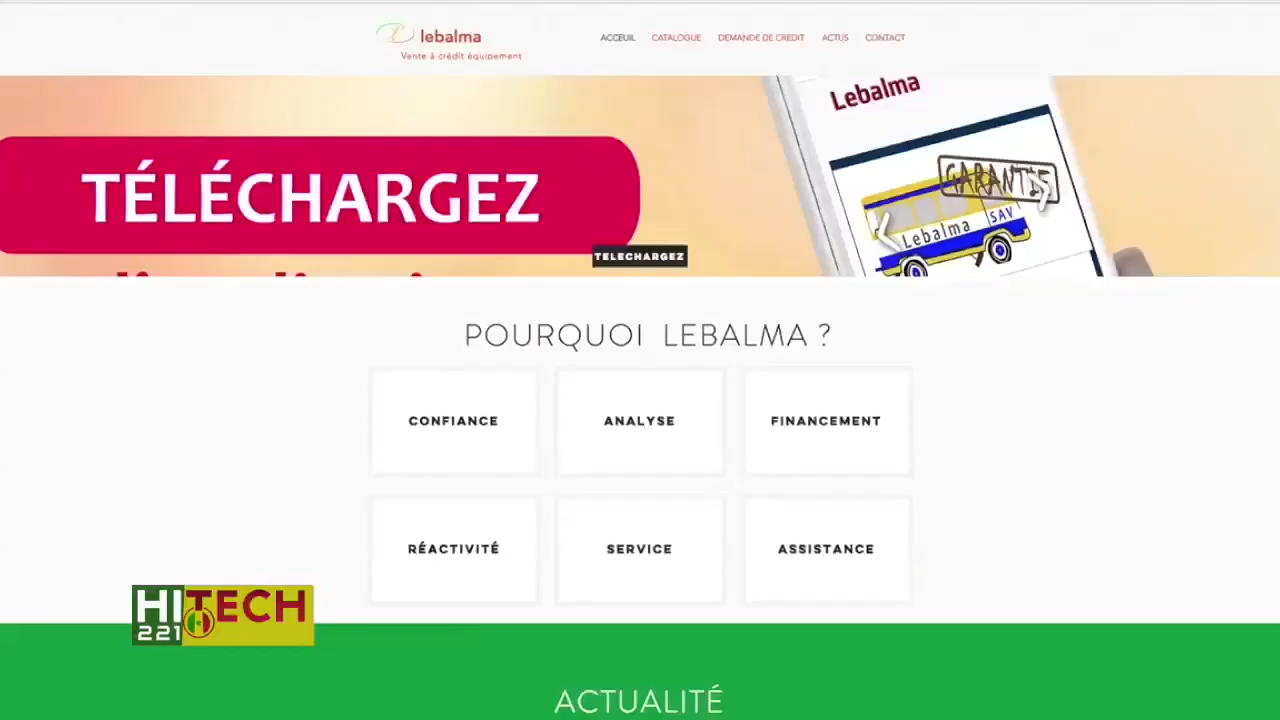 lebalma
Vente à crédit équipement
ACCEUIL CATALOGUE DEMANDE DE CREDIT ACTUS CONTACT
TÉLÉCHARGEZ
TELECHARGEZ
Lebalma
GARANTIE
Lebalma SAV
POURQUOI LEBALMA ?
CONFIANCE ANALYSE FINANCEMENT
RÉACTIVITÉ SERVICE ASSISTANCE
HITECH
221
ACTUALITÉ